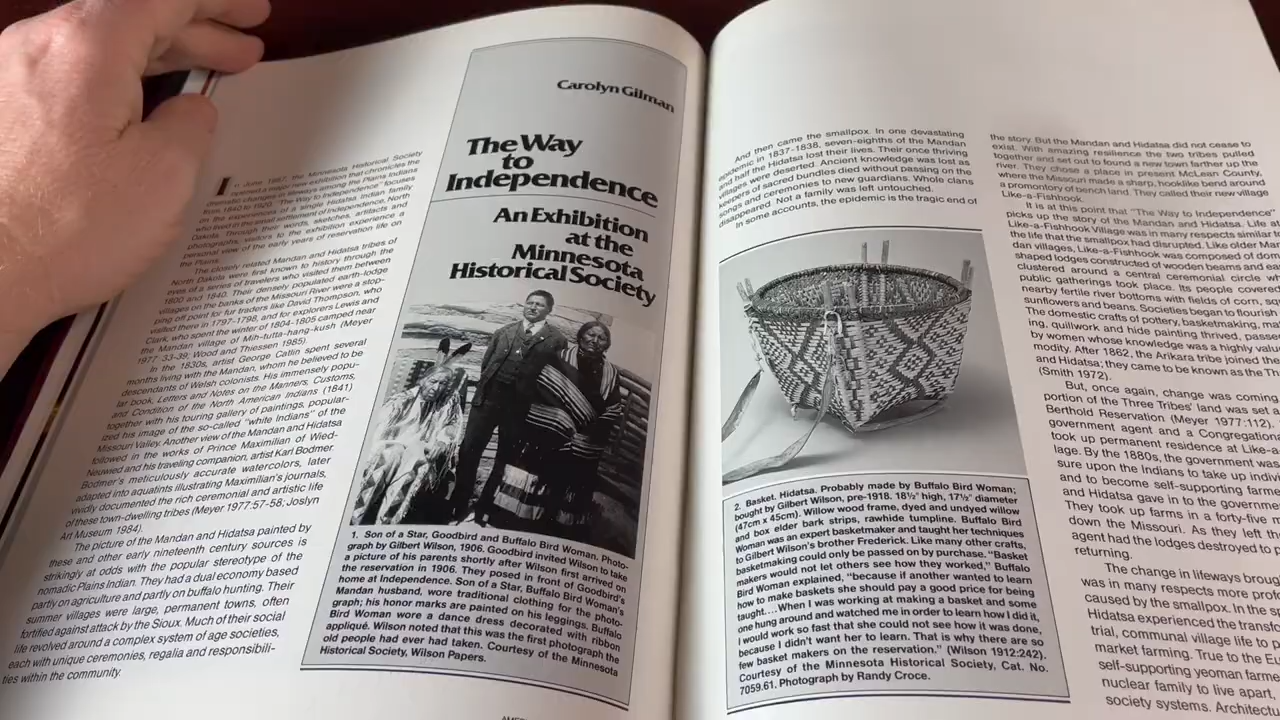 Carolyn Gilman
The Way
to
Independence
An Exhibition
at the
Minnesota
Historical Society
In June 1987, the Minnesota Historical Society
opened a major new exhibition that chronicles the
dramatic changes in lifeways among the Plains Indians
from 1840 to 1920. "The Way to Independence" focuses
on the experiences of a single Hidatsa Indian family
who lived in the small settlement of Independence, North
Dakota. Through their words, sketches, artifacts and
photographs, visitors to the exhibition experience a
personal view of the early years of reservation life on
the Plains.
The closely related Mandan and Hidatsa tribes of
North Dakota were first known to history through the
eyes of a series of travelers who visited them between
1800 and 1840. Their densely populated earth-lodge
villages on the banks of the Missouri River were a stop-
ping off point for fur traders like David Thompson, who
visited there in 1797-1798, and for explorers Lewis and
Clark, who spent the winter of 1804-1805 camped near
the Mandan village of Mih-tutta-hang-kush (Meyer
1977:33-39; Wood and Thiessen 1985).
In the 1830s, artist George Catlin spent several
months living with the Mandan, whom he believed to be
descendants of Welsh colonists. His immensely popu-
lar book, Letters and Notes on the Manners, Customs,
and Condition of the North American Indians (1841)
together with his touring gallery of paintings, popular-
ized his image of the so-called "white Indians" of the
Missouri Valley. Another view of the Mandan and Hidatsa
followed in the works of Prince Maximilian of Wied-
Neuwied and his traveling companion, artist Karl Bodmer.
Bodmer's meticulously accurate watercolors, later
adapted into aquatints illustrating Maximilian's journals,
vividly documented the rich ceremonial and artistic life
of these town-dwelling tribes (Meyer 1977:57-58; Joslyn
Art Museum 1984).
The picture of the Mandan and Hidatsa painted by
these and other early nineteenth century sources is
strikingly at odds with the popular stereotype of the
nomadic Plains Indian. They had a dual economy based
partly on agriculture and partly on buffalo hunting. Their
summer villages were large, permanent towns, often
fortified against attack by the Sioux. Much of their social
life revolved around a complex system of age societies,
each with unique ceremonies, regalia and responsibili-
ties within the community.
1. Son of a Star, Goodbird and Buffalo Bird Woman. Photo-
graph by Gilbert Wilson, 1906. Goodbird invited Wilson to take
a picture of his parents shortly after Wilson first arrived on
the reservation in 1906. They posed in front of Goodbird's
home at Independence. Son of a Star, Buffalo Bird Woman's
Mandan husband, wore traditional clothing for the photo-
graph; his honor marks are painted on his leggings. Buffalo
Bird Woman wore a dance dress decorated with ribbon
appliqué. Wilson noted that this was the first photograph the
old people had ever had taken. Courtesy of the Minnesota
Historical Society, Wilson Papers.
And then came the smallpox. In one devastating
epidemic in 1837-1838, seven-eighths of the Mandan
and half the Hidatsa lost their lives. Their once thriving
villages were deserted. Ancient knowledge was lost as
keepers of sacred bundles died without passing on the
songs and ceremonies to new guardians. Whole clans
disappeared. Not a family was left untouched.
In some accounts, the epidemic is the tragic end of
2. Basket. Hidatsa. Probably made by Buffalo Bird Woman;
bought by Gilbert Wilson, pre-1918. 18½" high, 17½" diameter
(47cm x 45cm). Willow wood frame, dyed and undyed willow
and box elder bark strips, rawhide tumpline. Buffalo Bird
Woman was an expert basketmaker and taught her techniques
to Gilbert Wilson's brother Frederick. Like many other crafts,
basketmaking could only be passed on by purchase. "Basket
makers would not let others see how they worked," Buffalo
Bird Woman explained, "because if another wanted to learn
how to make baskets she should pay a good price for being
taught. . . . When I was working at making a basket and some
one hung around and watched me in order to learn how I did it,
I would work so fast that she could not see how it was done,
because I didn't want her to learn. That is why there are so
few basket makers on the reservation." (Wilson 1912:242).
Courtesy of the Minnesota Historical Society, Cat. No.
7059.61. Photograph by Randy Croce.
the story. But the Mandan and Hidatsa did not cease to
exist. With amazing resilience the two tribes pulled
together and set out to found a new town farther up the
river. They chose a place in present McLean County,
where the Missouri made a sharp, hooklike bend around
a promontory of bench land. They called their new village
Like-a-Fishhook.
It is at this point that "The Way to Independence"
picks up the story of the Mandan and Hidatsa. Life at
Like-a-Fishhook Village was in many respects similar to
the life that the smallpox had disrupted. Like older Man
dan villages, Like-a-Fishhook was composed of dom
shaped lodges constructed of wooden beams and ear
clustered around a central ceremonial circle whe
public gatherings took place. Its people covered
nearby fertile river bottoms with fields of corn, sq
sunflowers and beans. Societies began to flourish
The domestic crafts of pottery, basketmaking, ma
ing, quillwork and hide painting thrived, passe
by women whose knowledge was a highly valu
modity. After 1862, the Arikara tribe joined the
and Hidatsa; they came to be known as the Th
(Smith 1972).
But, once again, change was coming.
portion of the Three Tribes' land was set a
Berthold Reservation (Meyer 1977:112).
government agent and a Congregation
took up permanent residence at Like-a-
lage. By the 1880s, the government was
sure upon the Indians to take up indivi
and to become self-supporting farme
and Hidatsa gave in to the governme
They took up farms in a forty-five m
down the Missouri. As they left th
agent had the lodges destroyed to p
returning.
The change in lifeways broug
was in many respects more prof
caused by the smallpox. In the s
Hidatsa experienced the transfo
trial, communal village life to p
market farming. True to the Eu
self-supporting yeoman farme
nuclear family to live apart,
society systems. Architectu